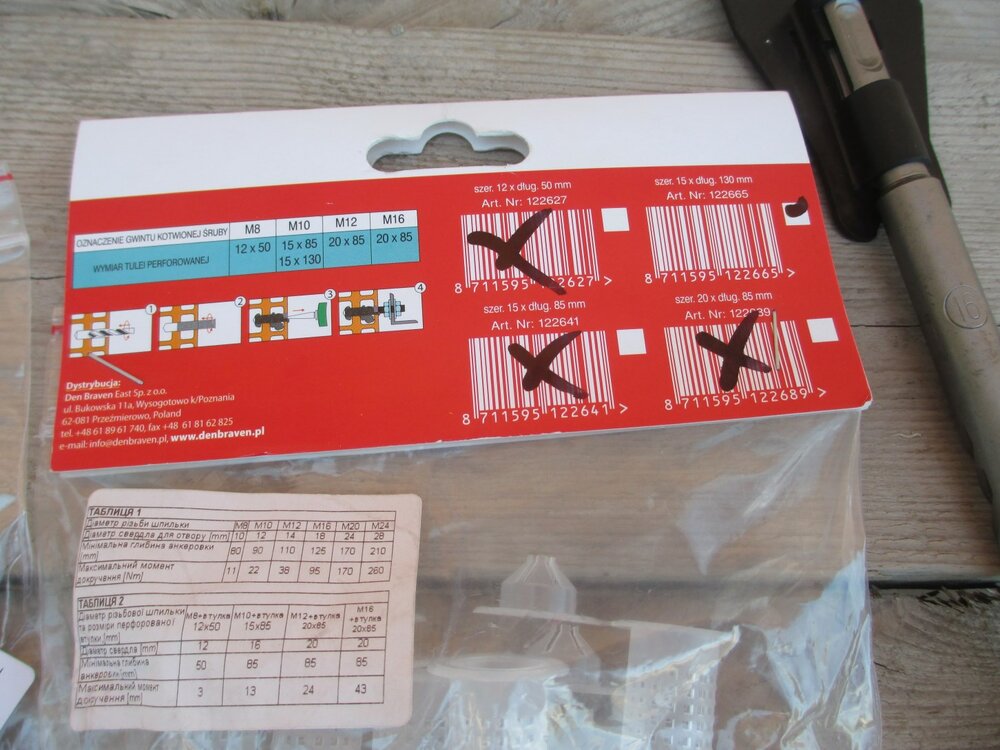 OZNACZENIE GWINTU KOTWIONEJ ŚRUBY M8 M10 M12 M16
WYMIAR TULEI PERFOROWANEJ 12 x 50 15 x 85 20 x 85 20 x 85
15 x 130
1 2 3 4
Dystrybucja:
Den Braven East Sp. z o.o.
ul. Bukowska 11a, Wysogotowo k/Poznania
62-081 Przeźmierowo, Poland
tel. +48 61 89 61 740, fax +48 61 81 62 825
e-mail: info@denbraven.pl, www.denbraven.pl
szer. 12 x dług. 50 mm
Art. Nr: 122627
8 711595 122627 >
szer. 15 x dług. 130 mm
Art. Nr: 122665
8 711595 122665 >
szer. 15 x dług. 85 mm
Art. Nr: 122641
8 711595 122641 >
szer. 20 x dług. 85 mm
Art. Nr:
8 711595 122689 >
ТАБЛИЦЯ 1
Діаметр різьби шпильки M8 M10 M12 M16 M20 M24
Діаметр свердла для отвору [mm] 10 12 14 18 24 28
Мінімальна глибина анкеровки
[mm] 80 90 110 125 170 210
Максимальний момент
докручення [Nm] 11 22 38 95 170 260
ТАБЛИЦЯ 2
Діаметр різьбової шпильки
та розміри перфорованої
втулки [mm] M8+втулка 12x50 M10+втулка 15x85 M12+втулка 20x85 M16 +втулка 20x85
Діаметр свердла [mm] 12 16 20 20
Мінімальна глибина
анкеровки [mm] 50 85 85 85
Максимальний момент
докручення [mm] 3 13 24 43